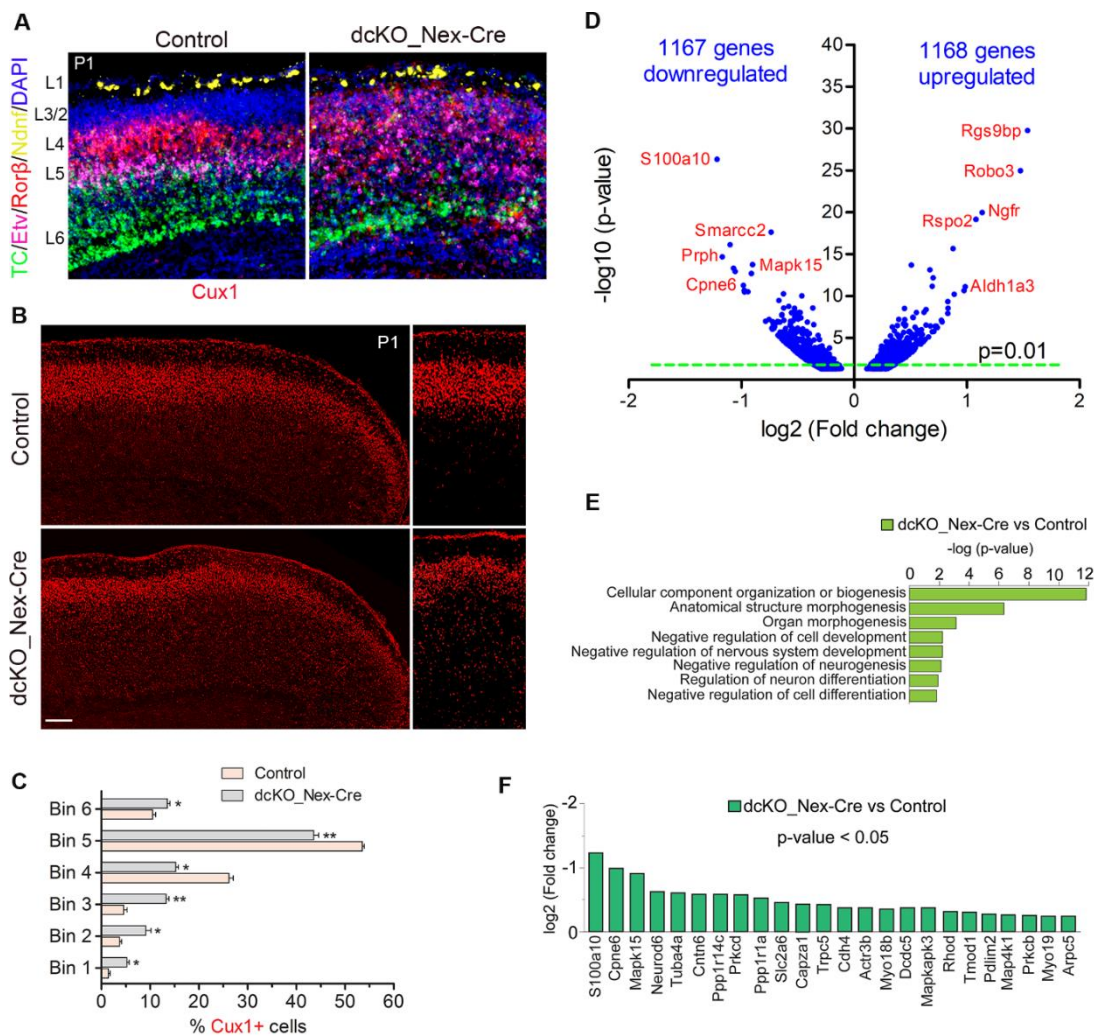 A
Control
dcKO_Nex-Cre
P1
TC/Etv/Rorβ/Ndnf/DAPI
L1
L3/2
L4
L5
L6
Cux1
B
P1
Control
dcKO_Nex-Cre
C
Control
dcKO_Nex-Cre
Bin 6
*
Bin 5
**
Bin 4
*
Bin 3
**
Bin 2
*
Bin 1
*
0 10 20 30 40 50 60
% Cux1+ cells
D
1167 genes
downregulated
1168 genes
upregulated
-log10 (p-value)
40
35
30
25
20
15
10
5
Rgs9bp
S100a10
Robo3
Ngfr
Rspo2
Smarcc2
Prph
Mapk15
Cpne6
Aldh1a3
p=0.01
-2 -1 0 1 2
log2 (Fold change)
E
dcKO_Nex-Cre vs Control
-log (p-value)
0 2 4 6 8 10 12
Cellular component organization or biogenesis
Anatomical structure morphogenesis
Organ morphogenesis
Negative regulation of cell development
Negative regulation of nervous system development
Negative regulation of neurogenesis
Regulation of neuron differentiation
Negative regulation of cell differentiation
F
dcKO_Nex-Cre vs Control
p-value < 0.05
log2 (Fold change)
-2
-1
0
S100a10
Cpne6
Mapk15
Neurod6
Tuba4a
Cntn6
Ppp1r14c
Prkcd
Ppp1r1a
Slc2a6
Capza1
Trpc5
Cdh4
Actr3b
Myo18b
Dcdc5
Mapkapk3
Rhod
Tmod1
Pdlim2
Map4k1
Prkcb
Myo19
Arpc5